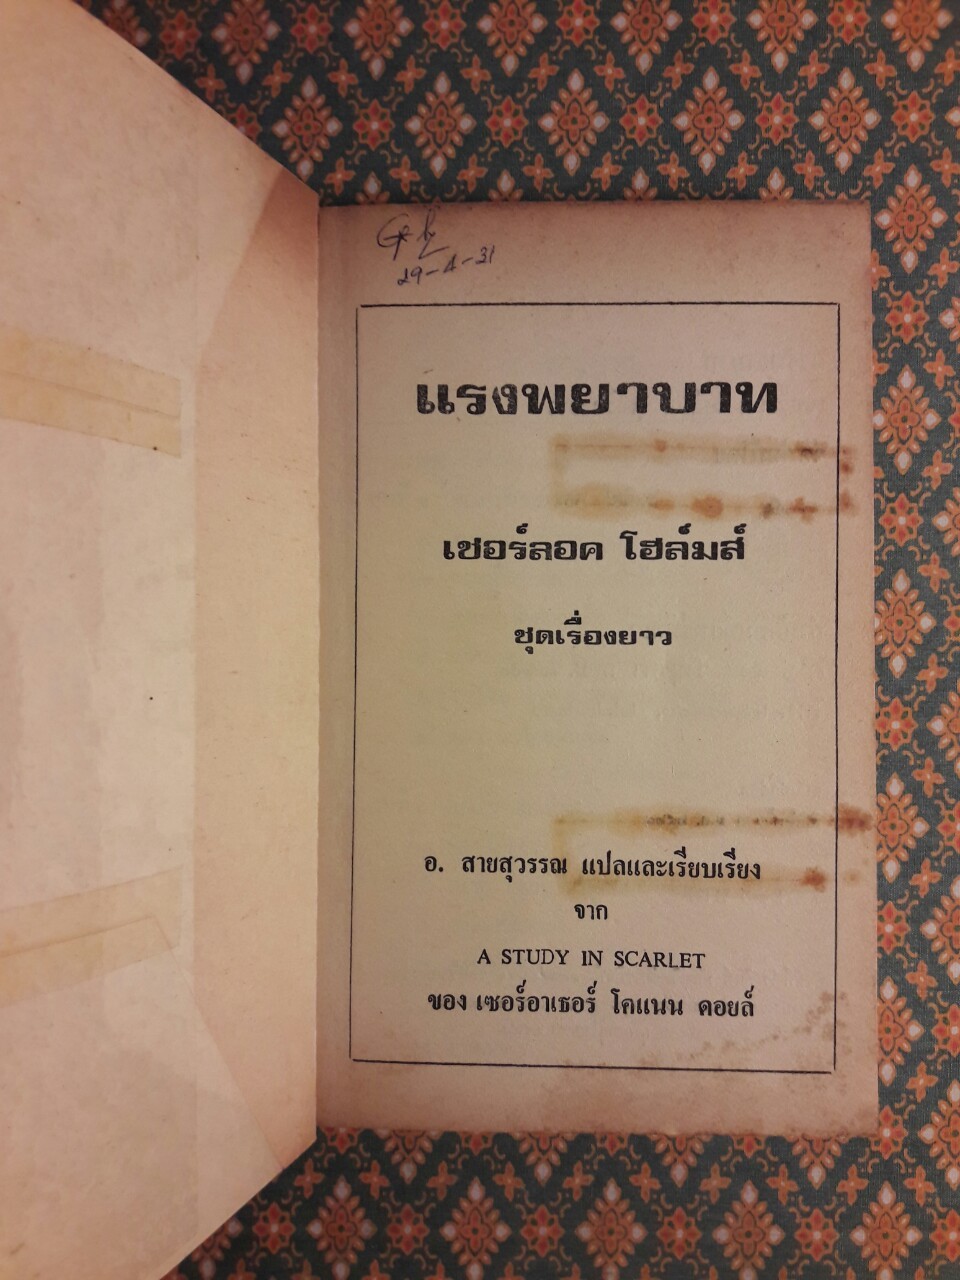 29-4-31
แรงพยาบาท
เชอร์ลอค โฮล์มส์
ชุดเรื่องยาว
อ. สายสุวรรณ แปลและเรียบเรียง
จาก
A STUDY IN SCARLET
ของ เซอร์อาเธอร์ โคแนน ดอยล์